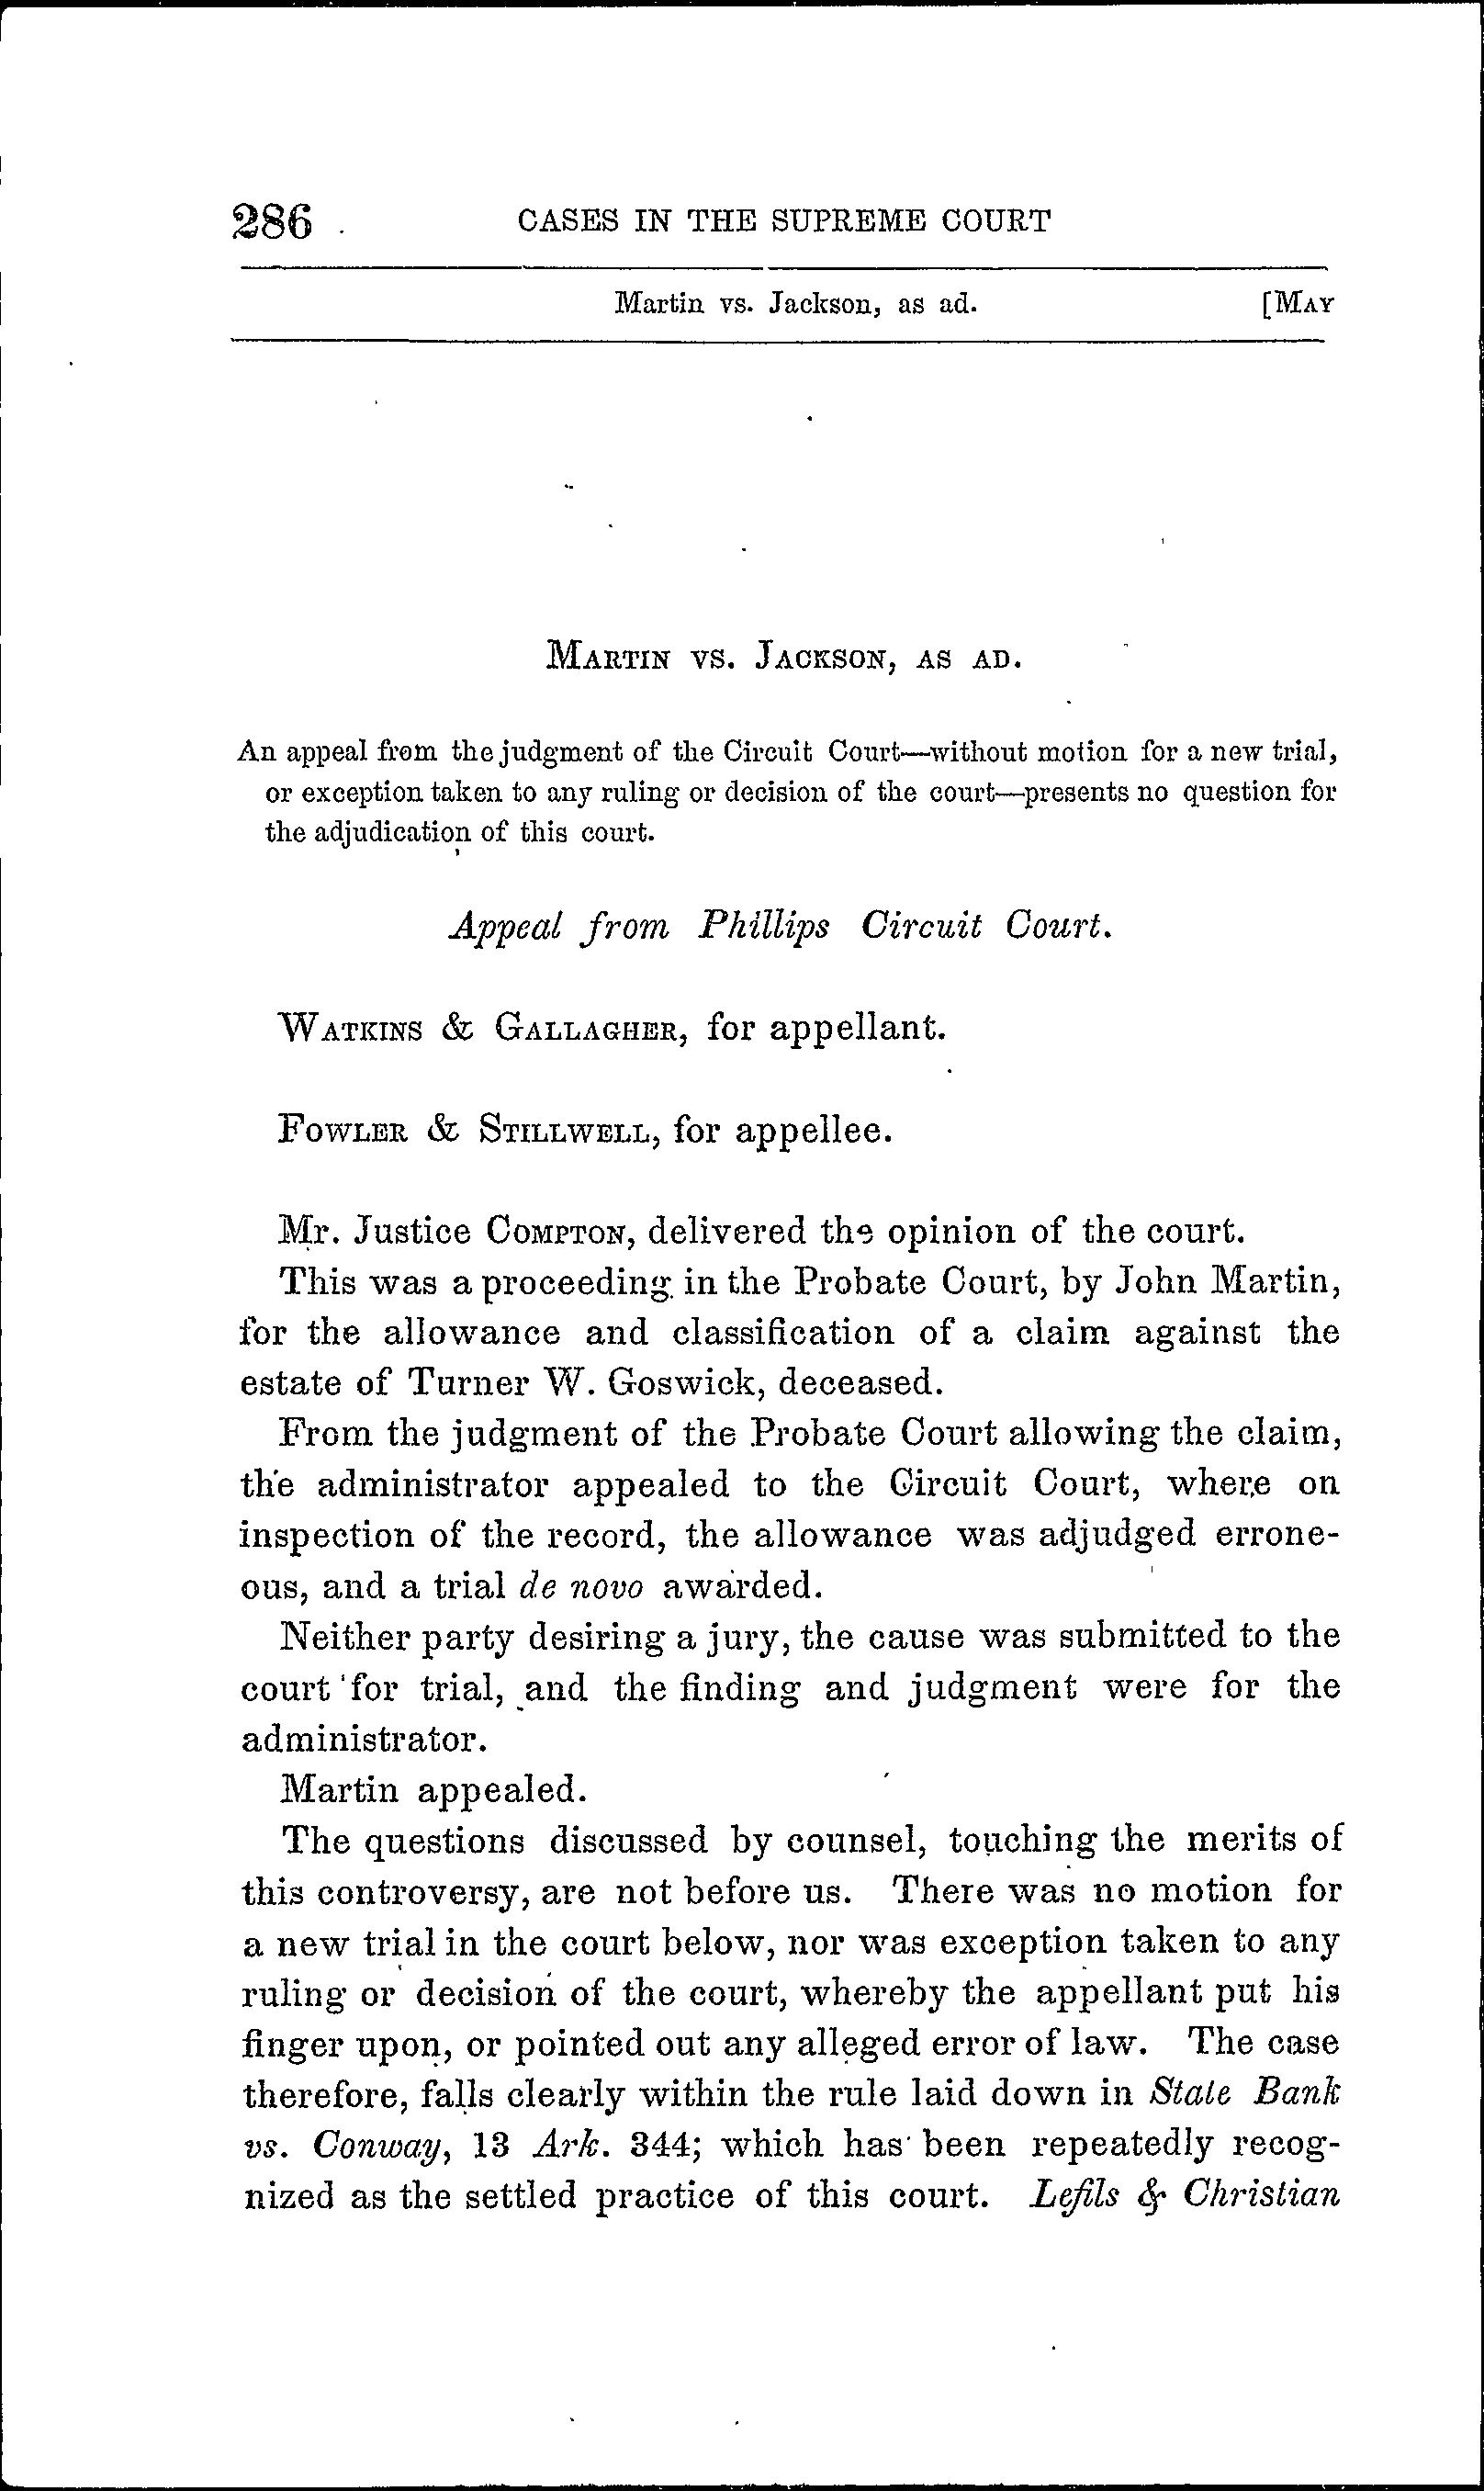 286 CASES IN THE SUPREME COURT
Martin vs. Jackson, as ad. [MAY
MARTIN VS. JACKSON, AS AD.
An appeal from the judgment of the Circuit Court—without motion for a new trial,
or exception taken to any ruling or decision of the court—presents no question for
the adjudication of this court.
Appeal from Phillips Circuit Court.
WATKINS & GALLAGHER, for appellant.
FOWLER & STILLWELL, for appellee.
Mr. Justice COMPTON, delivered the opinion of the court.
This was a proceeding in the Probate Court, by John Martin,
for the allowance and classification of a claim against the
estate of Turner W. Goswick, deceased.
From the judgment of the Probate Court allowing the claim,
the administrator appealed to the Circuit Court, where on
inspection of the record, the allowance was adjudged errone-
ous, and a trial de novo awarded.
Neither party desiring a jury, the cause was submitted to the
court for trial, and the finding and judgment were for the
administrator.
Martin appealed.
The questions discussed by counsel, touching the merits of
this controversy, are not before us. There was no motion for
a new trial in the court below, nor was exception taken to any
ruling or decision of the court, whereby the appellant put his
finger upon, or pointed out any alleged error of law. The case
therefore, falls clearly within the rule laid down in State Bank
vs. Conway, 13 Ark. 344; which has been repeatedly recog-
nized as the settled practice of this court. Lefils & Christian